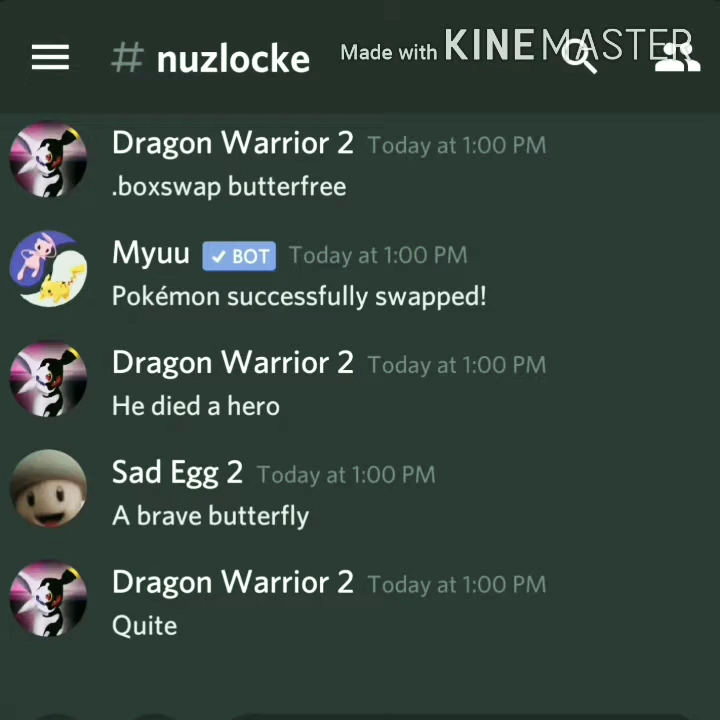 # nuzlocke
Made with KINEMASTER
Dragon Warrior 2 Today at 1:00 PM
.boxswap butterfree
Myuu ✔ BOT Today at 1:00 PM
Pokémon successfully swapped!
Dragon Warrior 2 Today at 1:00 PM
He died a hero
Sad Egg 2 Today at 1:00 PM
A brave butterfly
Dragon Warrior 2 Today at 1:00 PM
Quite